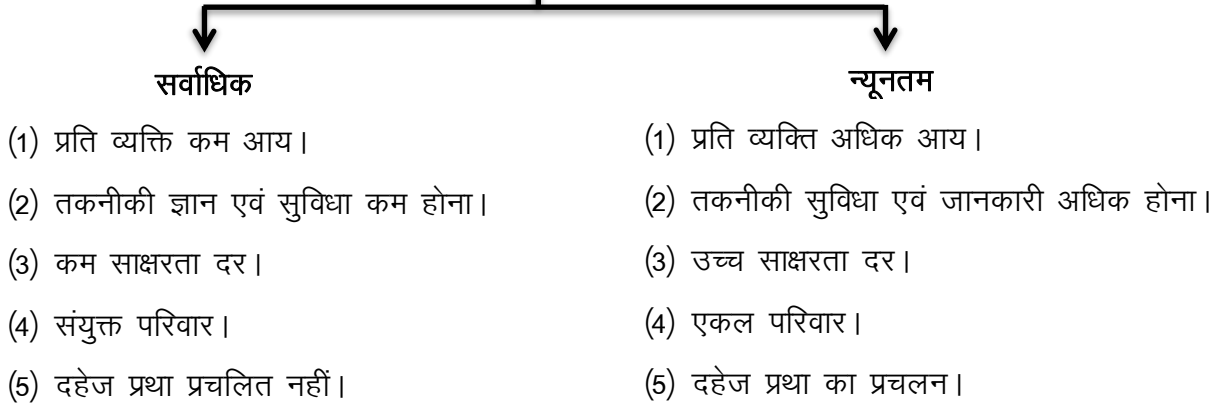 सर्वाधिक
(1) प्रति व्यक्ति कम आय।
(2) तकनीकी ज्ञान एवं सुविधा कम होना।
(3) कम साक्षरता दर।
(4) संयुक्त परिवार।
(5) दहेज प्रथा प्रचलित नहीं।
न्यूनतम
(1) प्रति व्यक्ति अधिक आय।
(2) तकनीकी सुविधा एवं जानकारी अधिक होना।
(3) उच्च साक्षरता दर।
(4) एकल परिवार।
(5) दहेज प्रथा का प्रचलन।